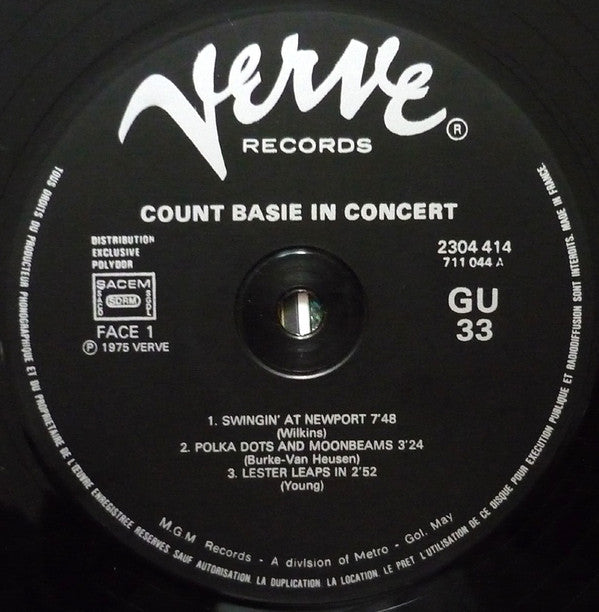 Verve ®
RECORDS
COUNT BASIE IN CONCERT
DISTRIBUTION
EXCLUSIVE
POLYDOR
SACEM
SACD SDRM SGDL
FACE 1
℗ 1975 VERVE
2304 414
711 044 A
GU
33
1. SWINGIN' AT NEWPORT 7'48
(Wilkins)
2. POLKA DOTS AND MOONBEAMS 3'24
(Burke-Van Heusen)
3. LESTER LEAPS IN 2'52
(Young)
M.G.M Records - A division of Metro - Gol. May
TOUS DROITS DU PRODUCTEUR PHONOGRAPHIQUE ET DU PROPRIETAIRE DE L'ŒUVRE ENREGISTREE RESERVES. SAUF AUTORISATION, LA DUPLICATION, LA LOCATION, LE PRET, L'UTILISATION DE CE DISQUE POUR EXECUTION PUBLIQUE ET RADIODIFFUSION SONT INTERDITS. MADE IN FRANCE.